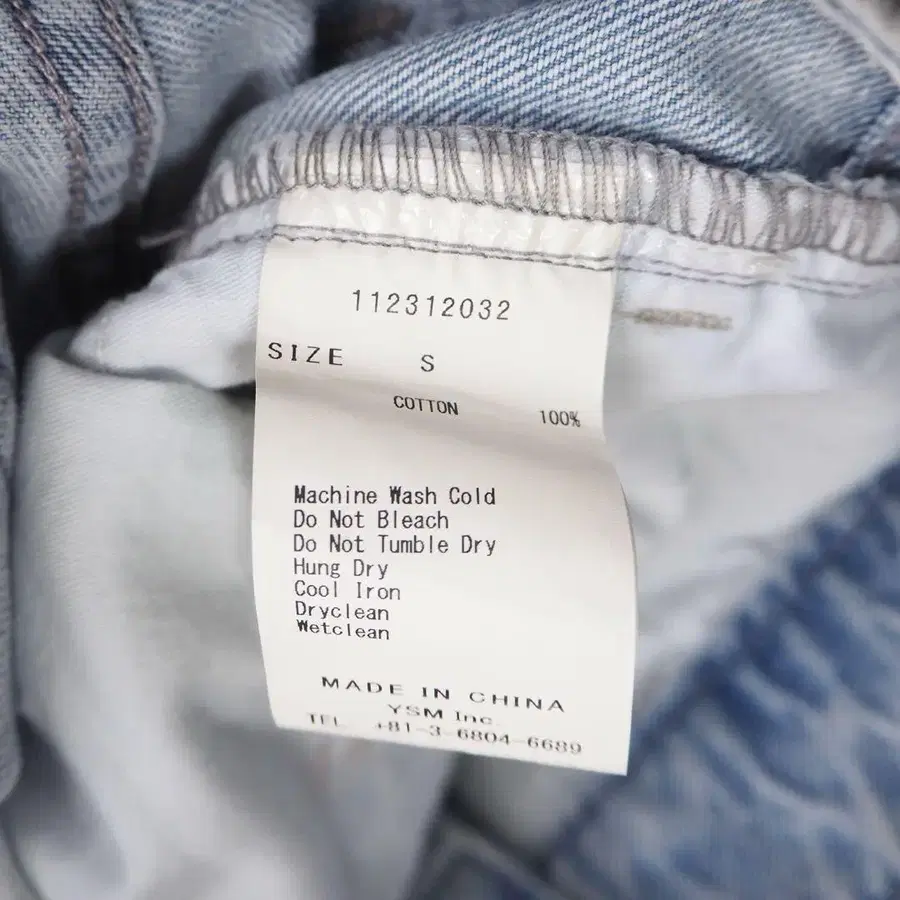 112312032
SIZE S
COTTON 100%
Machine Wash Cold
Do Not Bleach
Do Not Tumble Dry
Hung Dry
Cool Iron
Dryclean
Wetclean
MADE IN CHINA
YSM Inc
TEL +81-3-6804-6689